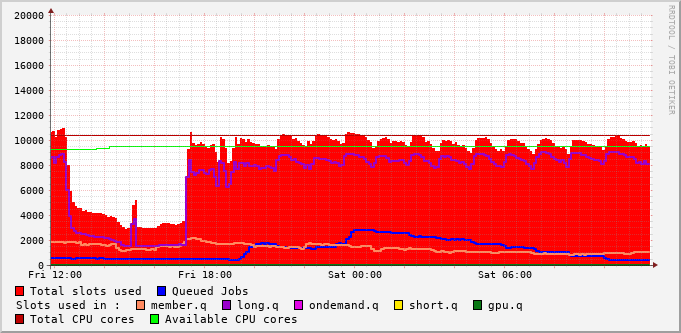 20000
18000
16000
14000
12000
10000
8000
6000
4000
2000
0
Fri 12:00 Fri 18:00 Sat 00:00 Sat 06:00
RRDTOOL / TOBI OETIKER
Total slots used Queued Jobs
Slots used in : member.q long.q ondemand.q short.q gpu.q
Total CPU cores Available CPU cores